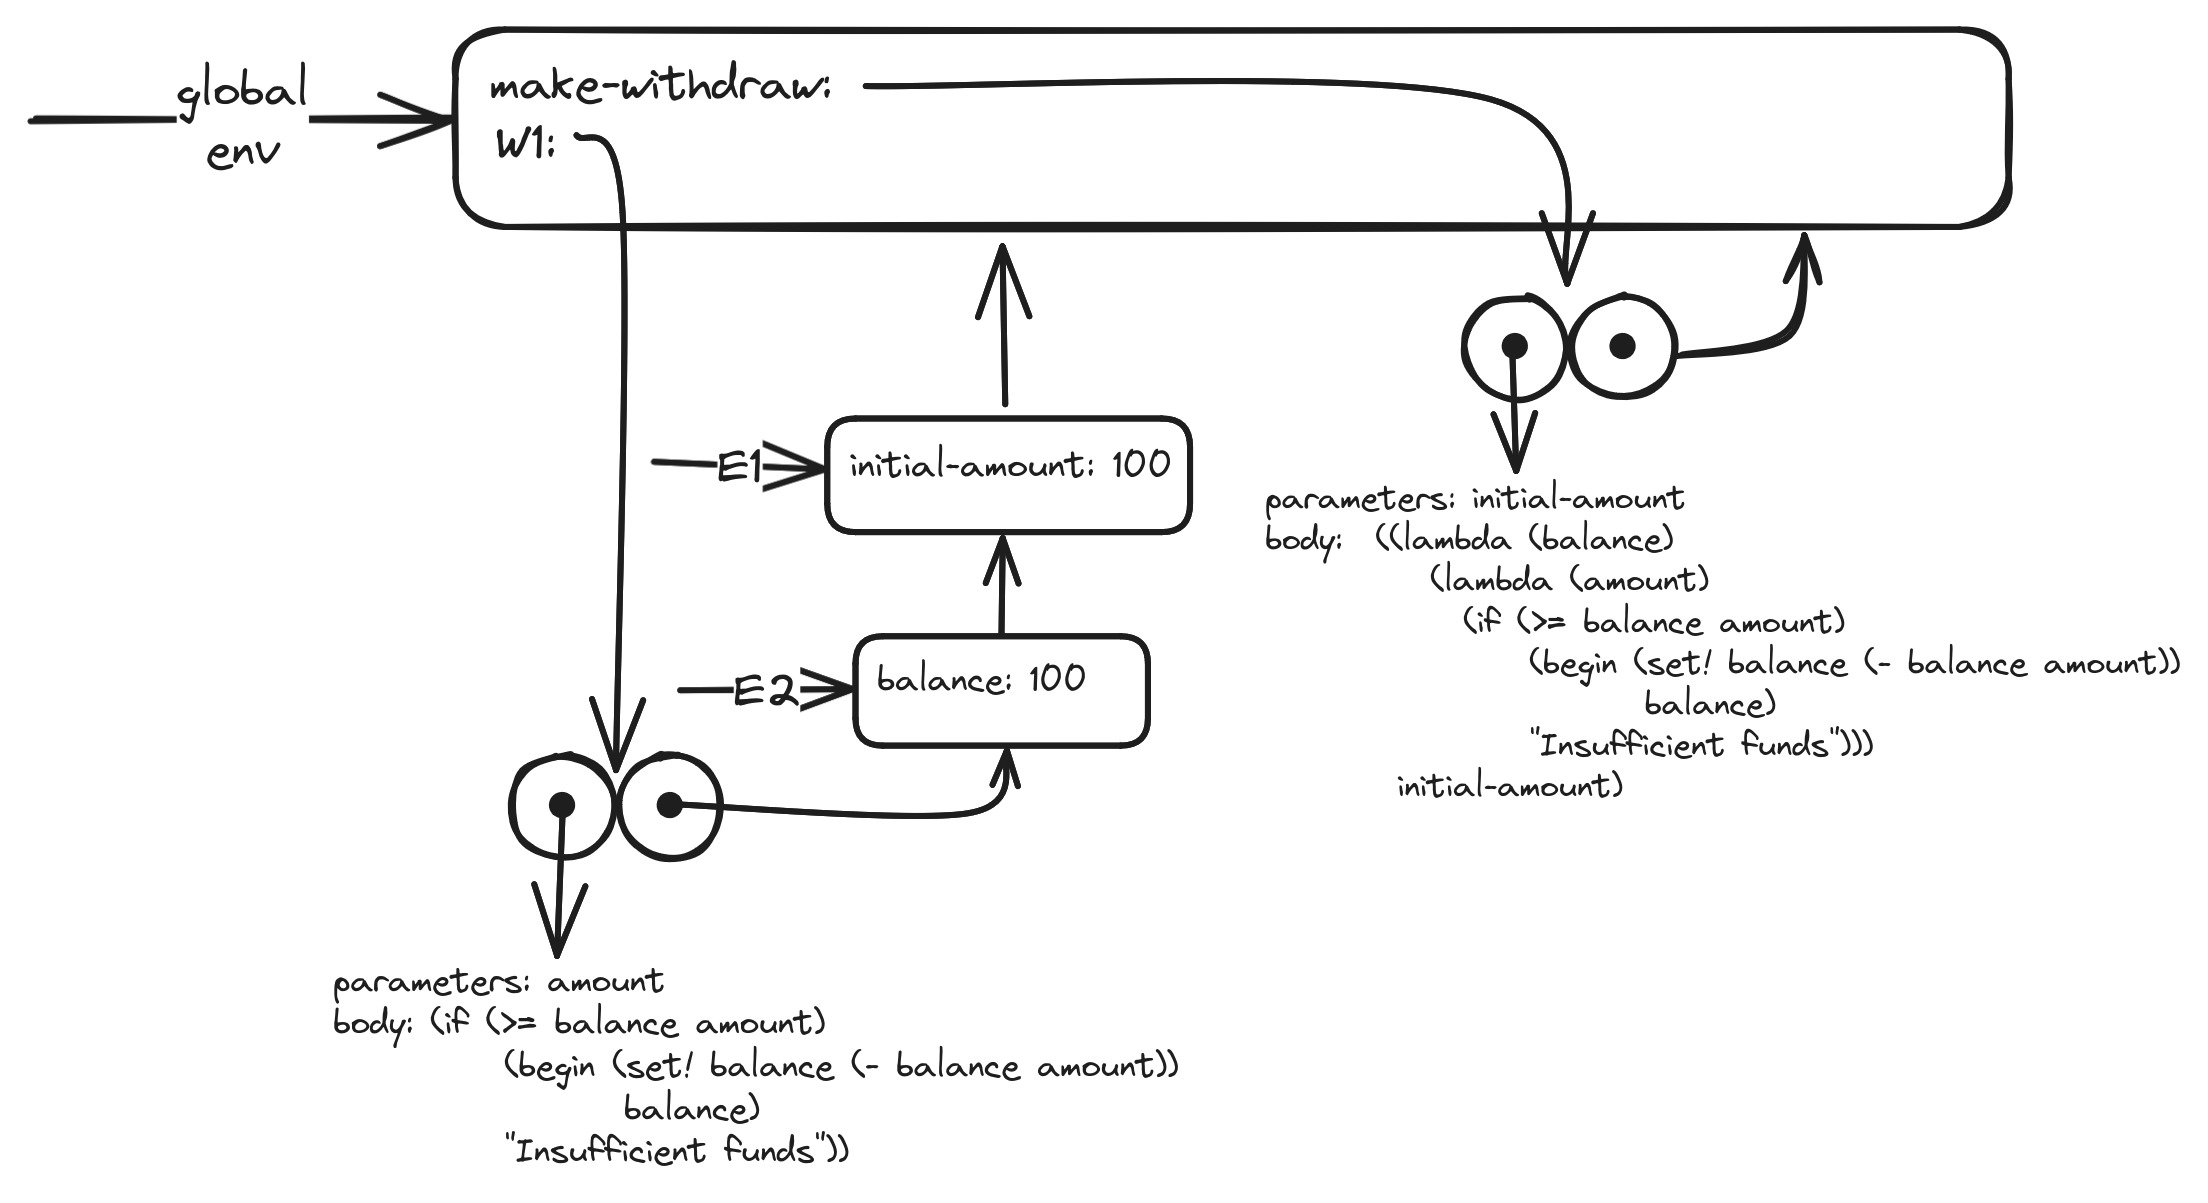 global
env
make-withdraw:
W1:
E1
initial-amount: 100
E2
balance: 100
parameters: initial-amount
body: ((lambda (balance)
(lambda (amount)
(if (>= balance amount)
(begin (set! balance (- balance amount))
balance)
"Insufficient funds")))
initial-amount)
parameters: amount
body: (if (>= balance amount)
(begin (set! balance (- balance amount))
balance)
"Insufficient funds"))